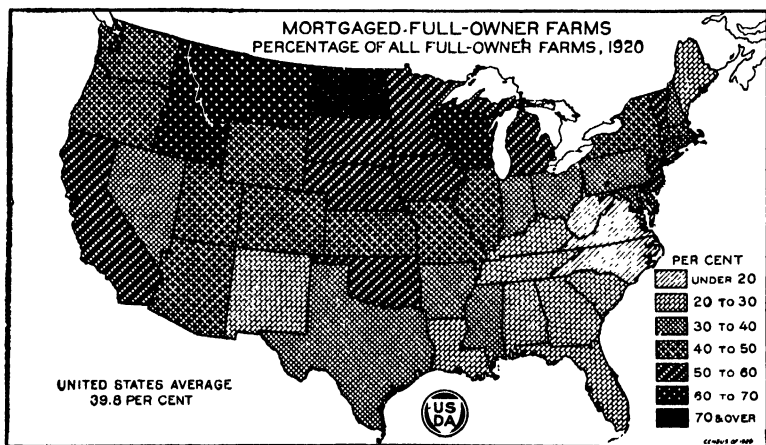 MORTGAGED FULL-OWNER FARMS
PERCENTAGE OF ALL FULL-OWNER FARMS, 1920
PER CENT
UNDER 20
20 TO 30
30 TO 40
40 TO 50
50 TO 60
60 TO 70
70 & OVER
UNITED STATES AVERAGE
39.8 PER CENT
US
DA
CENSUS OF